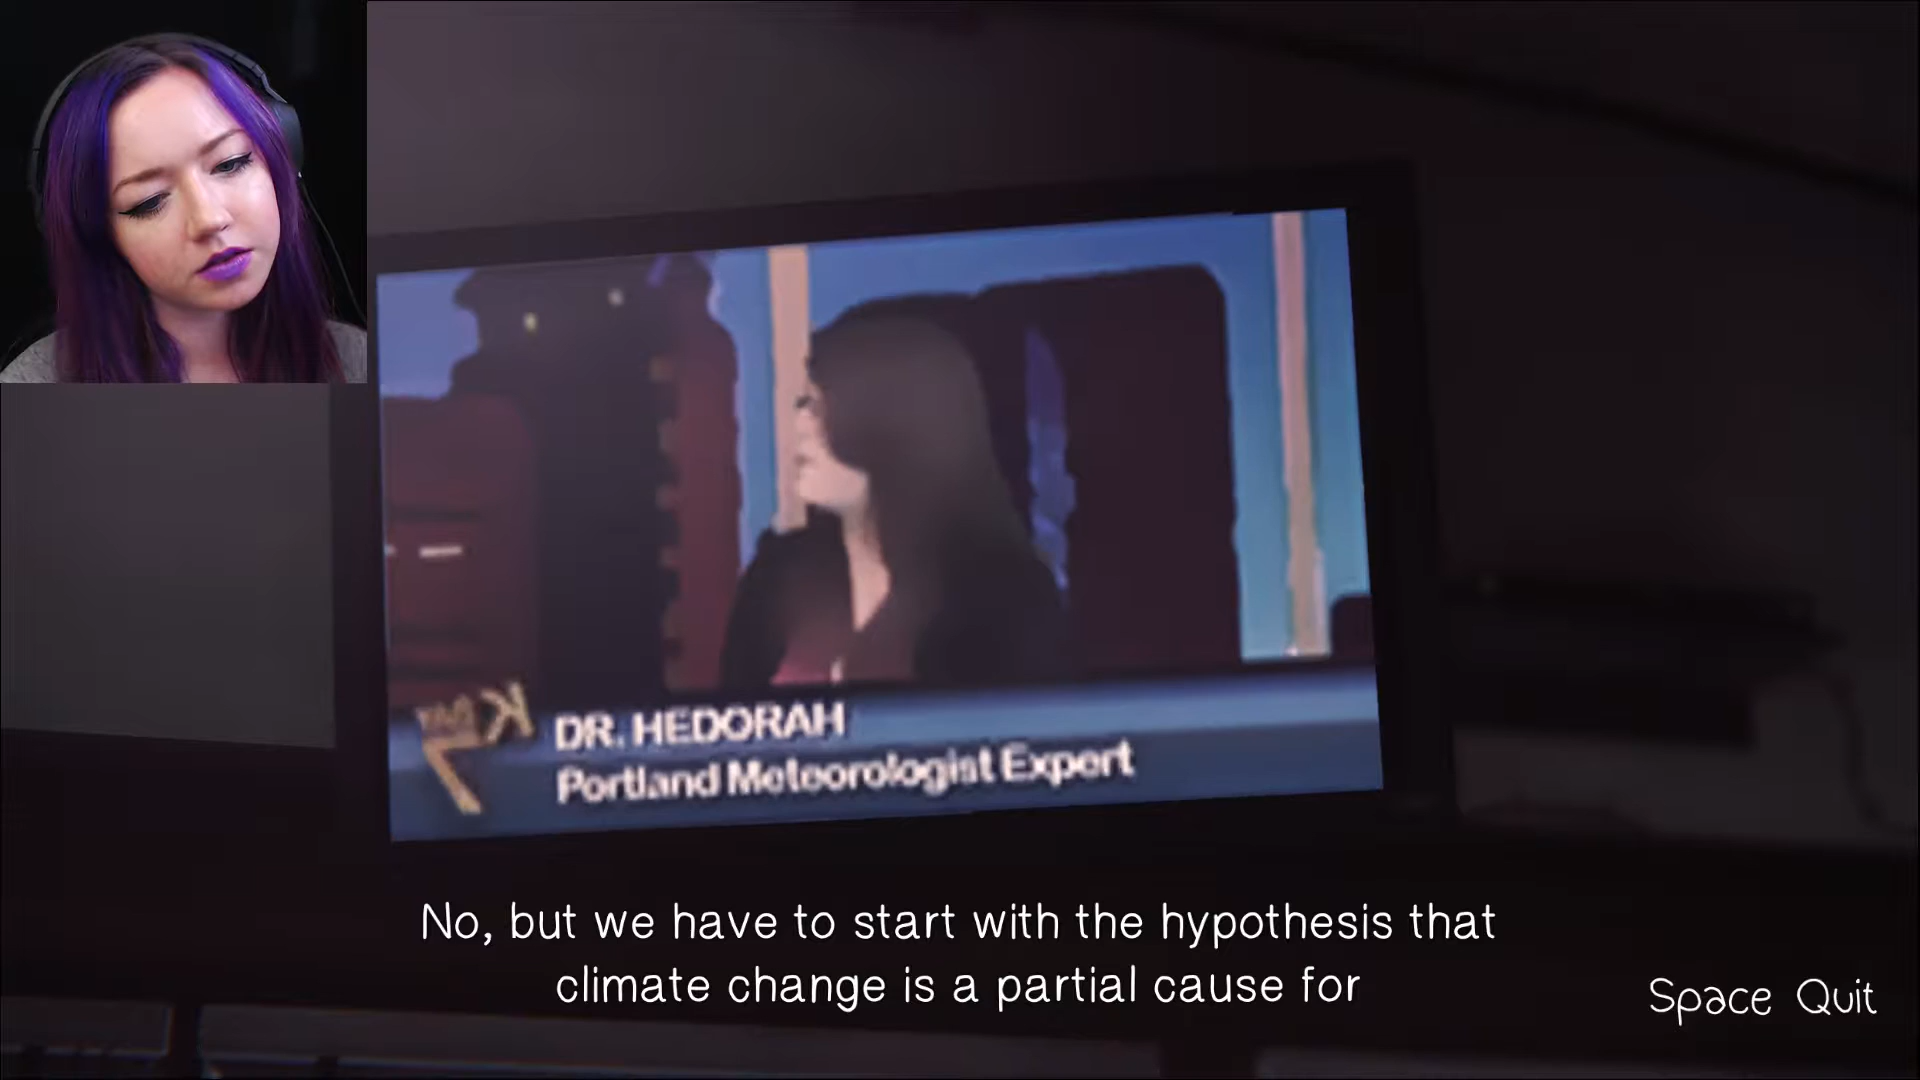 DR. HEDORAH
Portland Meteorologist Expert
No, but we have to start with the hypothesis that
climate change is a partial cause for
Space Quit